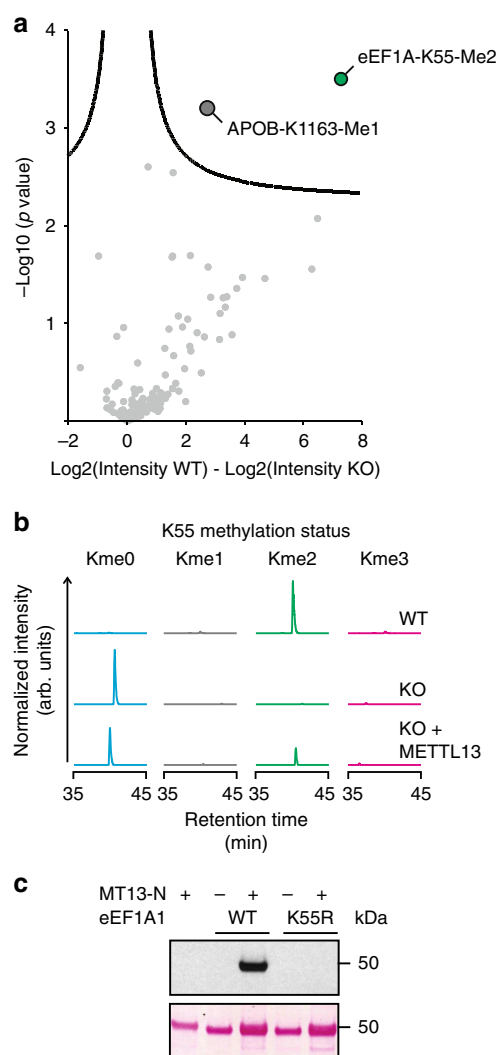 a
4
3
2
1
–Log10 (p value)
eEF1A-K55-Me2
APOB-K1163-Me1
–2 0 2 4 6 8
Log2(Intensity WT) - Log2(Intensity KO)
b
K55 methylation status
Kme0 Kme1 Kme2 Kme3
Normalized intensity
(arb. units)
WT
KO
KO +
METTL13
35 45 35 45 35 45 35 45
Retention time
(min)
c
MT13-N + – + – +
eEF1A1 WT K55R kDa
50
50